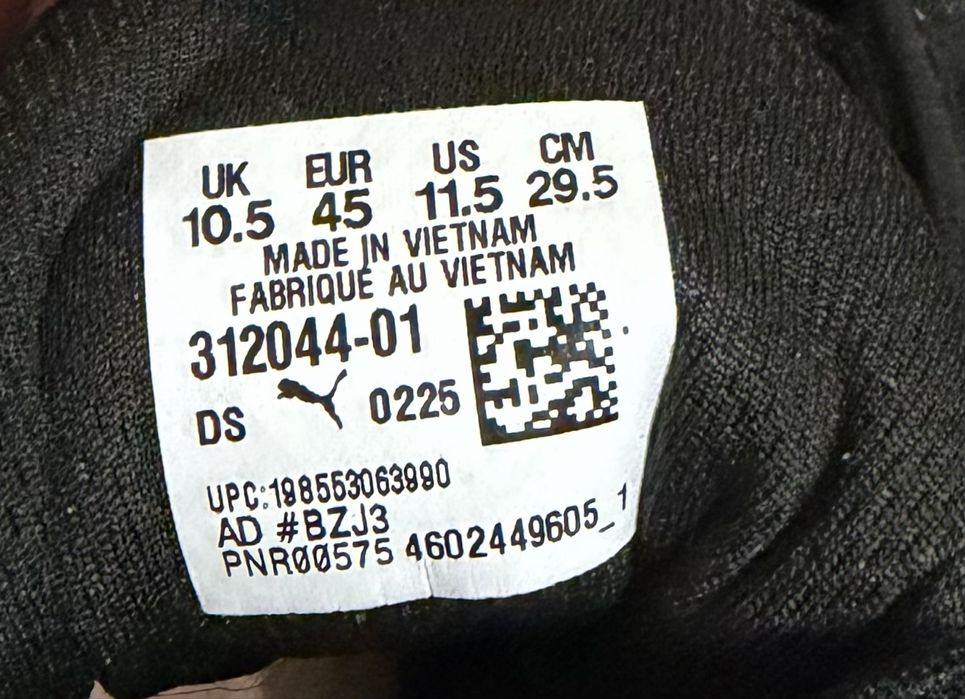 UK EUR US CM
10.5 45 11.5 29.5
MADE IN VIETNAM
FABRIQUÉ AU VIETNAM
312044-01
DS 0225
UPC:198553063990
AD #BZJ3
PNR00575 4602449605_1